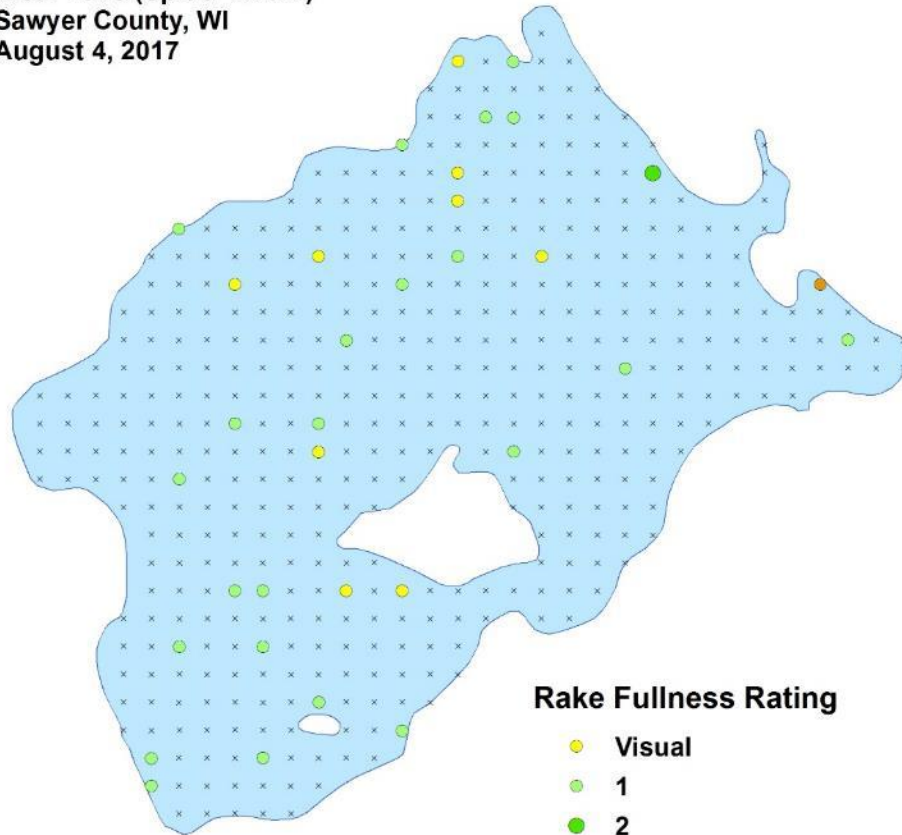 Sawyer County, WI
August 4, 2017
Rake Fullness Rating
Visual
1
2